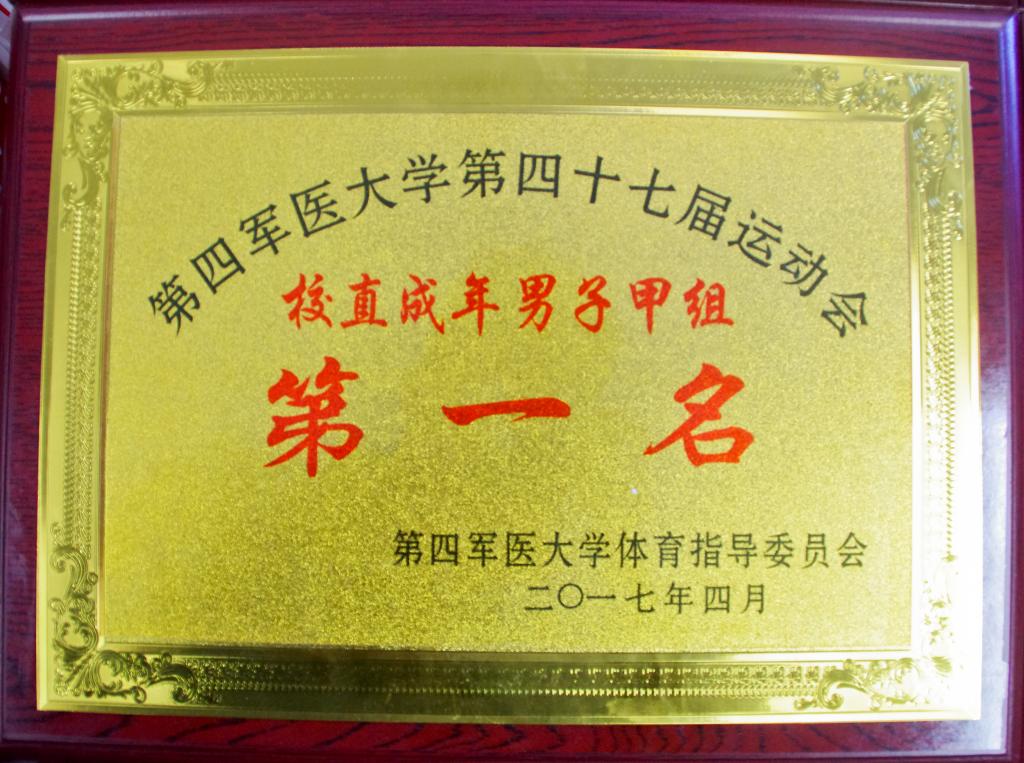 第四军医大学第四十七届运动会
校直成年男子甲组
第一名
第四军医大学体育指导委员会
二〇一七年四月